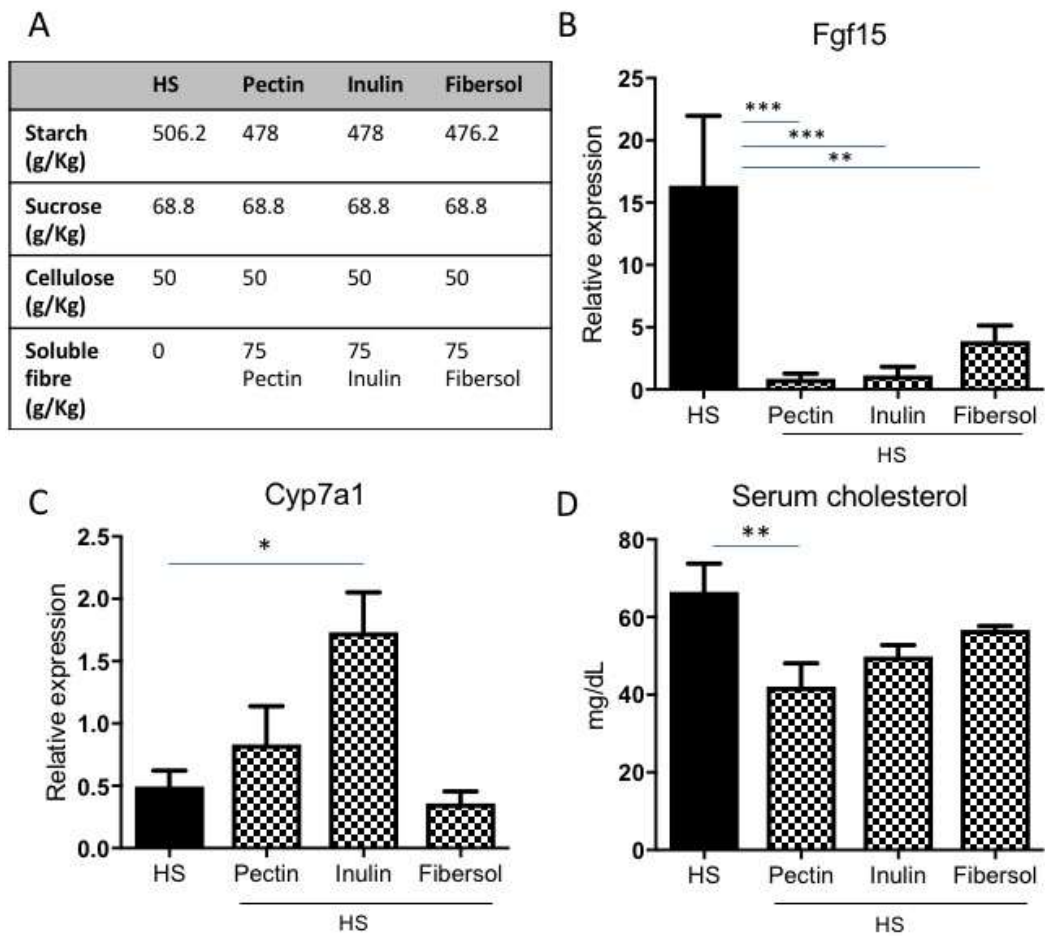 A
HS Pectin Inulin Fibersol
Starch (g/Kg) 506.2 478 478 476.2
Sucrose (g/Kg) 68.8 68.8 68.8 68.8
Cellulose (g/Kg) 50 50 50 50
Soluble fibre (g/Kg) 0 75 Pectin 75 Inulin 75 Fibersol
B
Fgf15
Relative expression
25
20
15
10
5
0
***
***
**
HS Pectin Inulin Fibersol
HS
C
Cyp7a1
Relative expression
2.5
2.0
1.5
1.0
0.5
0.0
*
HS Pectin Inulin Fibersol
HS
D
Serum cholesterol
mg/dL
80
60
40
20
0
**
HS Pectin Inulin Fibersol
HS